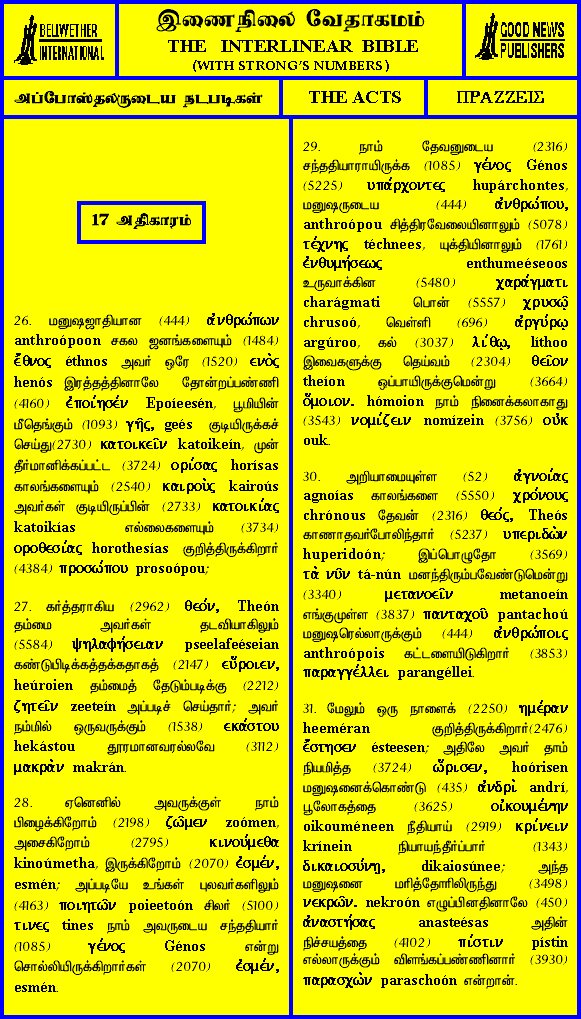 BELLWETHER
INTERNATIONAL
இணைநிலை வேதாகமம்
THE INTERLINEAR BIBLE
(WITH STRONG'S NUMBERS)
GOOD NEWS
PUBLISHERS
அப்போஸ்தலருடைய நடபடிகள்
THE ACTS
ΠΡΑΖΖΕΙΣ
17 அதிகாரம்
26. மனுஷஜாதியான (444) ἀνθρώπων
anthroópoon சகல ஜனங்களையும் (1484)
ἔθνος éthnos அவர் ஒரே (1520) ενὸς
henós இரத்தத்தினாலே தோன்றப்பண்ணி
(4160) ἐποίησέν Epoíeesén, பூமியின்
மீதெங்கும் (1093) γῆς, geés குடியிருக்கச்
செய்து(2730) κατοικεῖν katoikeín, முன்
தீர்மானிக்கப்பட்ட (3724) ορίσας horísas
காலங்களையும் (2540) καιροὺς kairoús
அவர்கள் குடியிருப்பின் (2733) κατοικίας
katoikías எல்லைகளையும் (3734)
οροθεσίας horothesías குறித்திருக்கிறார்
(4384) προσώπου prosoópou;
27. கர்த்தராகிய (2962) θεόν, Theón
தம்மை அவர்கள் தடவியாகிலும்
(5584) ψηλαφήσειαν pseelafeéseian
கண்டுபிடிக்கத்தக்கதாகத் (2147) εὕροιεν,
heúroien தம்மைத் தேடும்படிக்கு (2212)
ζητεῖν zeeteín அப்படிச் செய்தார்; அவர்
நம்மில் ஒருவருக்கும் (1538) εκάστου
hekástou தூரமானவரல்லவே (3112)
μακρὰν makrán.
28. ஏனெனில் அவருக்குள் நாம்
பிழைக்கிறோம் (2198) ζῶμεν zoómen,
அசைகிறோம் (2795) κινούμεθα
kinoúmetha, இருக்கிறோம் (2070) ἐσμέν,
esmén; அப்படியே உங்கள் புலவர்களிலும்
(4163) ποιητῶν poieetoón சிலர் (5100)
τινες tines நாம் அவருடைய சந்ததியார்
(1085) γένος Génos என்று
சொல்லியிருக்கிறார்கள் (2070) ἐσμέν,
esmén.
29. நாம் தேவனுடைய (2316)
சந்ததியாராயிருக்க (1085) γένος Génos
(5225) υπάρχοντες hupárchontes,
மனுஷருடைய (444) ἀνθρώπου,
anthroópou சித்திரவேலையினாலும் (5078)
τέχνης téchnees, யுக்தியினாலும் (1761)
ἐνθυμήσεως enthumeéseoos
உருவாக்கின (5480) χαράγματι
charágmati பொன் (5557) χρυσῷ
chrusoó, வெள்ளி (696) ἀργύρῳ
argúroo, கல் (3037) λίθῳ, líthoo
இவைகளுக்கு தெய்வம் (2304) θεῖον
theíon ஒப்பாயிருக்குமென்று (3664)
ὅμοιον. hómoion நாம் நினைக்கலாகாது
(3543) νομίζειν nomízein (3756) οὐκ
ouk.
30. அறியாமையுள்ள (52) ἀγνοίας
agnoías காலங்களை (5550) χρόνους
chrónous தேவன் (2316) θεός, Theós
காணாதவர்போலிந்தார் (5237) υπεριδὼν
huperidoón; இப்பொழுதோ (3569)
τὰ νῦν tá-nún மனந்திரும்பவேண்டுமென்று
(3340) μετανοεῖν metanoeín
எங்குமுள்ள (3837) πανταχοῦ pantachoú
மனுஷரெல்லாருக்கும் (444) ἀνθρώποις
anthroópois கட்டளையிடுகிறார் (3853)
παραγγέλλει parangéllei.
31. மேலும் ஒரு நாளைக் (2250) ημέραν
heeméran குறித்திருக்கிறார்(2476)
ἔστησεν ésteesen; அதிலே அவர் தாம்
நியமித்த (3724) ὥρισεν, hoórisen
மனுஷனைக்கொண்டு (435) ἀνδρὶ andrí,
பூலோகத்தை (3625) οἰκουμένην
oikouméneen நீதியாய் (2919) κρίνειν
krínein நியாயந்தீர்ப்பார் (1343)
δικαιοσύνῃ, dikaiosúnee; அந்த
மனுஷனை மரித்தோரிலிருந்து (3498)
νεκρῶν. nekroón எழுப்பினதினாலே (450)
ἀναστήσας anasteésas அதின்
நிச்சயத்தை (4102) πίστιν pístin
எல்லாருக்கும் விளங்கப்பண்ணினார் (3930)
παρασχὼν paraschoón என்றான்.